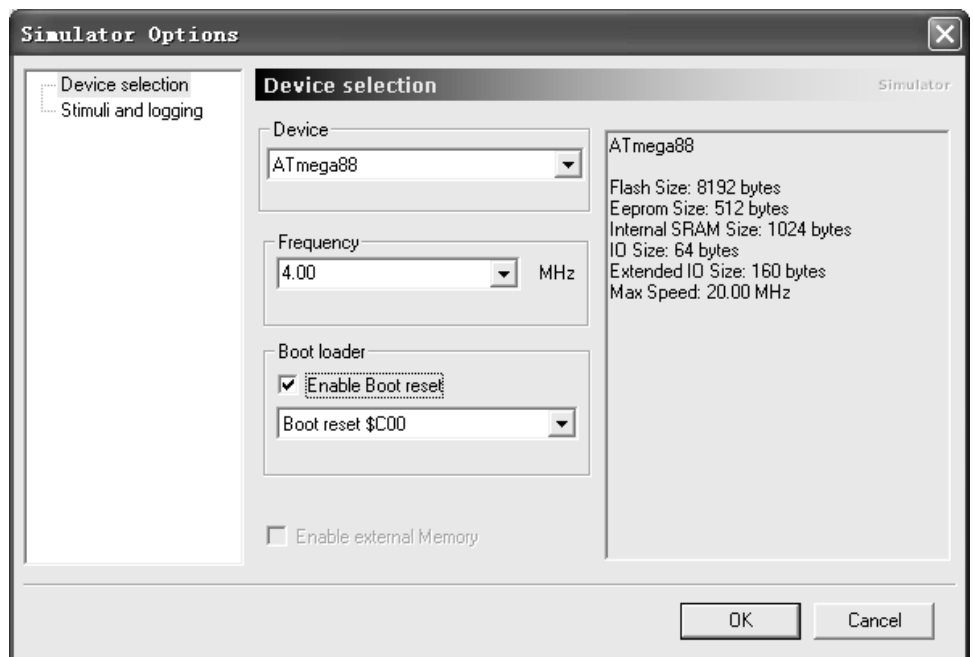 Simulator Options
Device selection
Stimuli and logging
Device selection
Simulator
Device
ATmega88
Frequency
4.00
MHz
Boot loader
Enable Boot reset
Boot reset $C00
Enable external Memory
ATmega88
Flash Size: 8192 bytes
Eeprom Size: 512 bytes
Internal SRAM Size: 1024 bytes
IO Size: 64 bytes
Extended IO Size: 160 bytes
Max Speed: 20.00 MHz
OK
Cancel